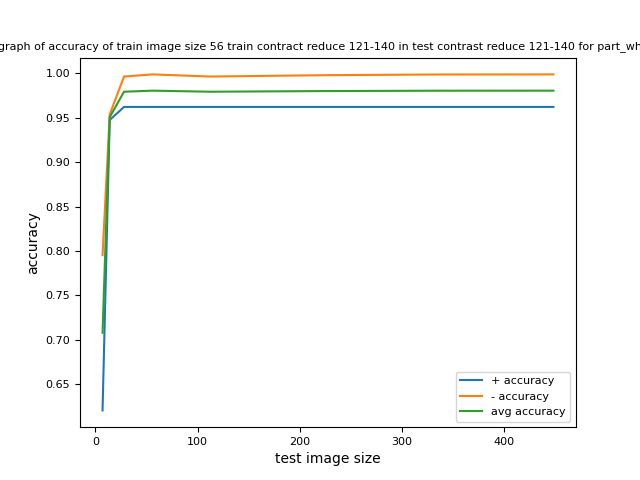 graph of accuracy of train image size 56 train contract reduce 121-140 in test contrast reduce 121-140 for
1.00
0.95
0.90
0.85
0.80
0.75
0.70
0.65
accuracy
0
100
200
300
400
test image size
+ accuracy
- accuracy
avg accuracy